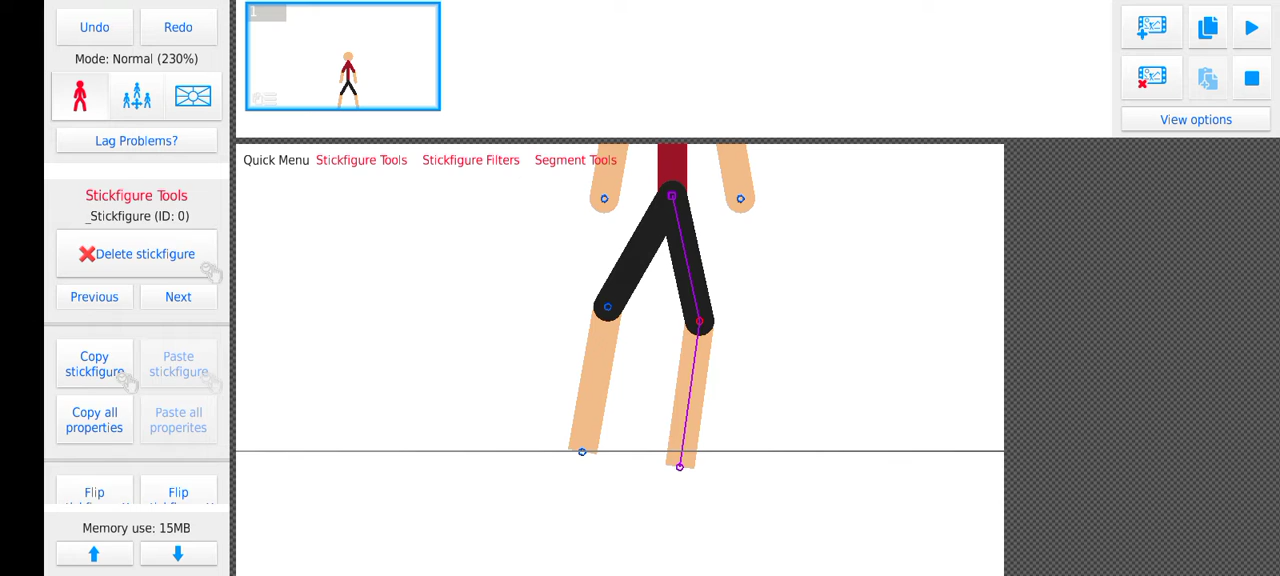 Undo
Redo
Mode: Normal (230%)
Lag Problems?
Stickfigure Tools
_Stickfigure (ID: 0)
Delete stickfigure
Previous
Next
Copy
stickfigure
Paste
stickfigure
Copy all
properties
Paste all
properites
Flip
Flip
Memory use: 15MB
1
View options
Quick Menu
Stickfigure Tools
Stickfigure Filters
Segment Tools